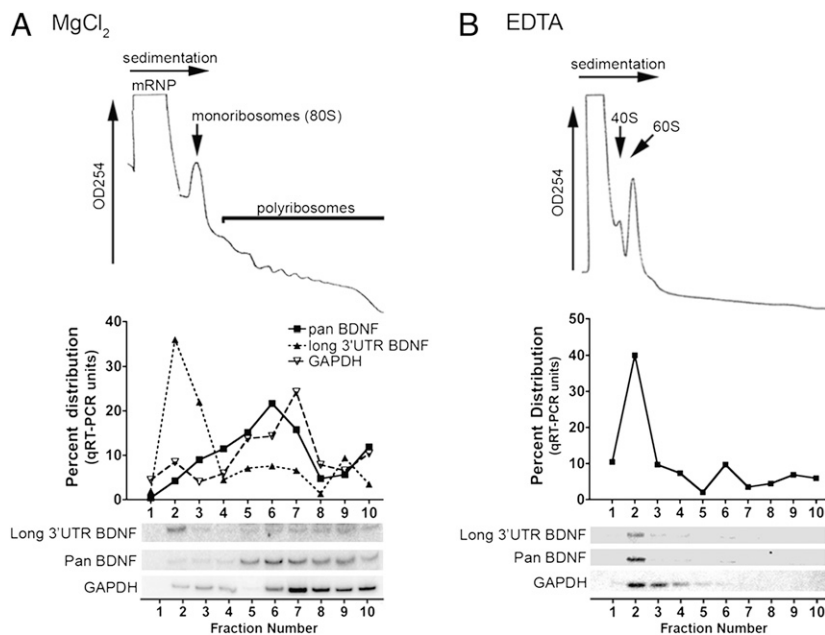 A MgCl2
sedimentation
mRNP
monoribosomes (80S)
OD254
polyribosomes
40
30
20
10
0
Percent distribution
(qRT-PCR units)
pan BDNF
long 3'UTR BDNF
GAPDH
1 2 3 4 5 6 7 8 9 10
Long 3'UTR BDNF
Pan BDNF
GAPDH
1 2 3 4 5 6 7 8 9 10
Fraction Number
B EDTA
sedimentation
40S
60S
OD254
50
40
30
20
10
0
Percent Distribution
(qRT-PCR units)
1 2 3 4 5 6 7 8 9 10
Long 3'UTR BDNF
Pan BDNF
GAPDH
1 2 3 4 5 6 7 8 9 10
Fraction Number